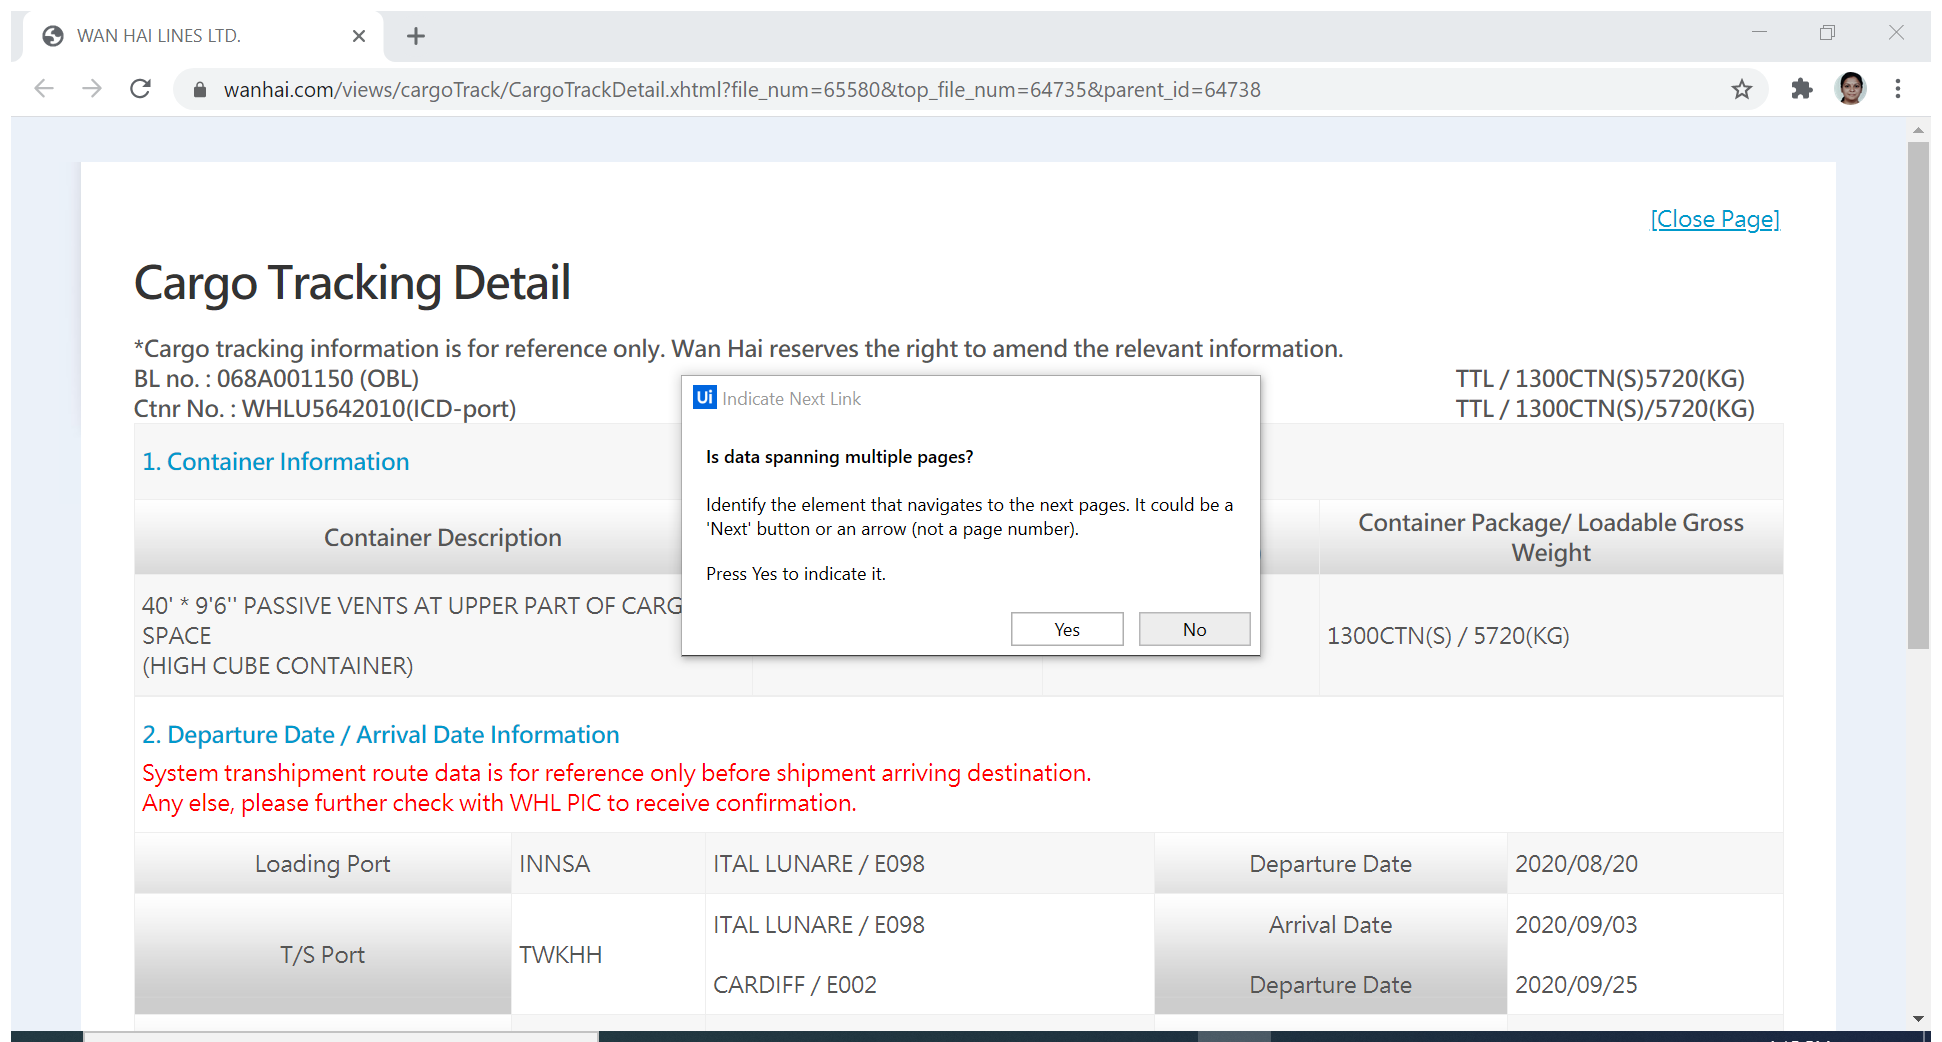 WAN HAI LINES LTD.
wanhai.com/views/cargoTrack/CargoTrackDetail.xhtml?file_num=65580&top_file_num=64735&parent_id=64738
[Close Page]
Cargo Tracking Detail
*Cargo tracking information is for reference only. Wan Hai reserves the right to amend the relevant information.
BL no. : 068A001150 (OBL)
TTL / 1300CTN(S)5720(KG)
Ctnr No. : WHLU5642010(ICD-port)
TTL / 1300CTN(S)/5720(KG)
1. Container Information
Container Description
Container Package/ Loadable Gross
Weight
40' * 9'6'' PASSIVE VENTS AT UPPER PART OF CARG
SPACE
(HIGH CUBE CONTAINER)
1300CTN(S) / 5720(KG)
Ui Indicate Next Link
Is data spanning multiple pages?
Identify the element that navigates to the next pages. It could be a
'Next' button or an arrow (not a page number).
Press Yes to indicate it.
Yes No
2. Departure Date / Arrival Date Information
System transhipment route data is for reference only before shipment arriving destination.
Any else, please further check with WHL PIC to receive confirmation.
Loading Port INNSA ITAL LUNARE / E098 Departure Date 2020/08/20
T/S Port TWKHH ITAL LUNARE / E098 Arrival Date 2020/09/03
CARDIFF / E002 Departure Date 2020/09/25